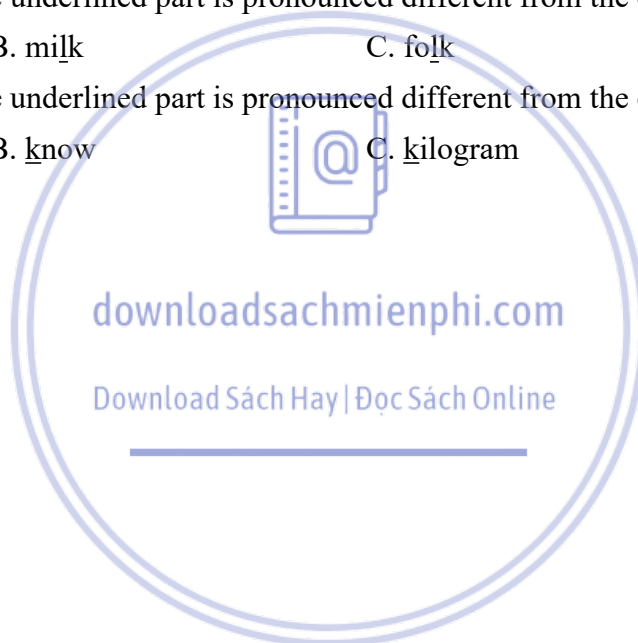 e underlined part is pronounced different from the
B. milk C. folk
e underlined part is pronounced different from the
B. know C. kilogram
@
downloadsachmienphi.com
Download Sách Hay | Đọc Sách Online